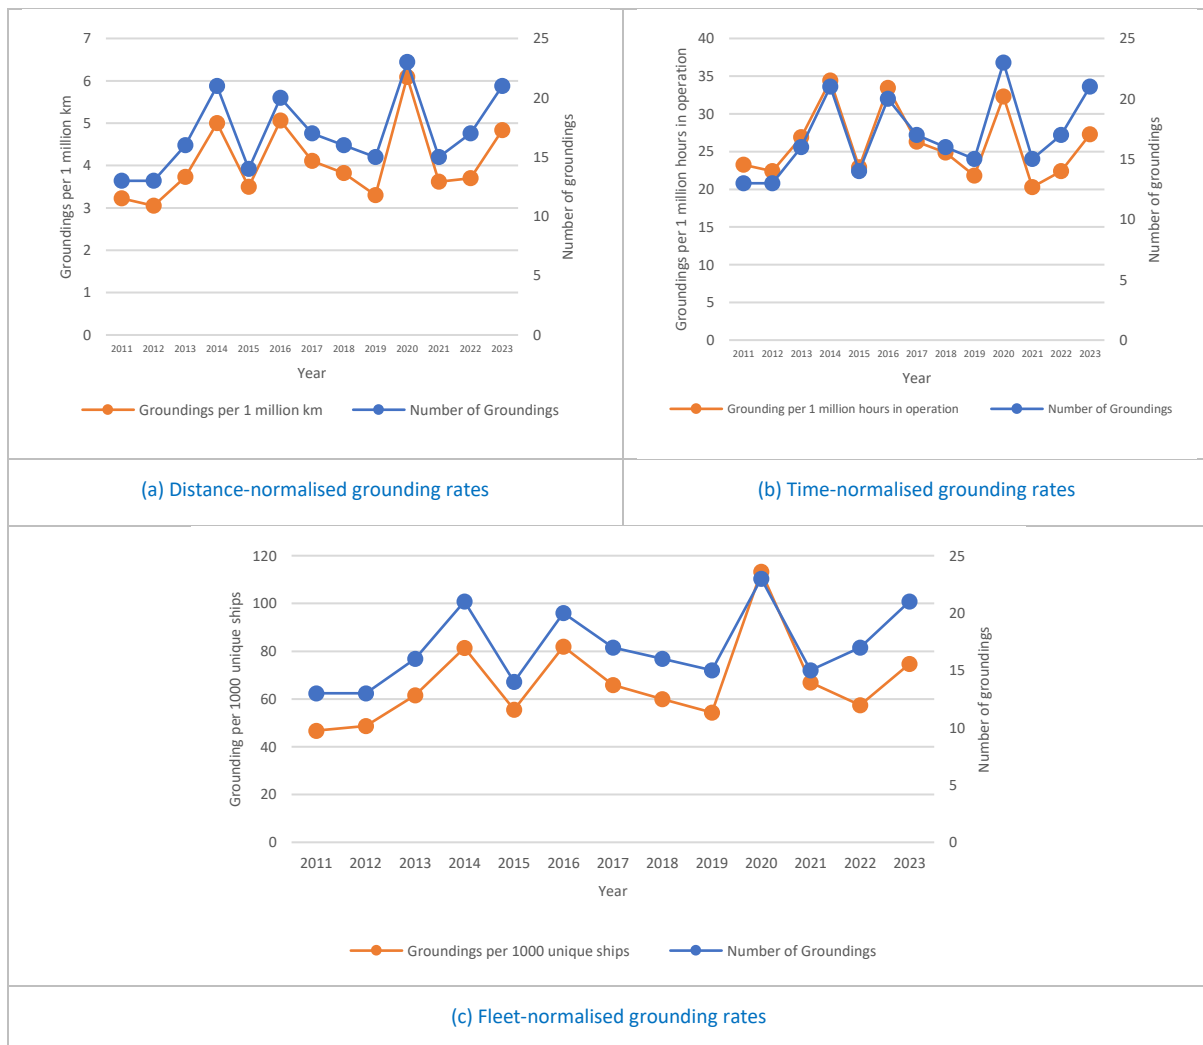 7
6
5
4
3
2
1
0
Groundings per 1 million km
25
20
15
10
5
0
Number of groundings
2011 2012 2013 2014 2015 2016 2017 2018 2019 2020 2021 2022 2023
Year
Groundings per 1 million km Number of Groundings
40
35
30
25
20
15
10
5
0
Groundings per 1 million hours in operation
25
20
15
10
5
0
Number of groundings
2011 2012 2013 2014 2015 2016 2017 2018 2019 2020 2021 2022 2023
Year
Grounding per 1 million hours in operation Number of Groundings
(a) Distance-normalised grounding rates
(b) Time-normalised grounding rates
120
100
80
60
40
20
0
Grounding per 1000 unique ships
25
20
15
10
5
0
Number of groundings
2011 2012 2013 2014 2015 2016 2017 2018 2019 2020 2021 2022 2023
Year
Groundings per 1000 unique ships Number of Groundings
(c) Fleet-normalised grounding rates